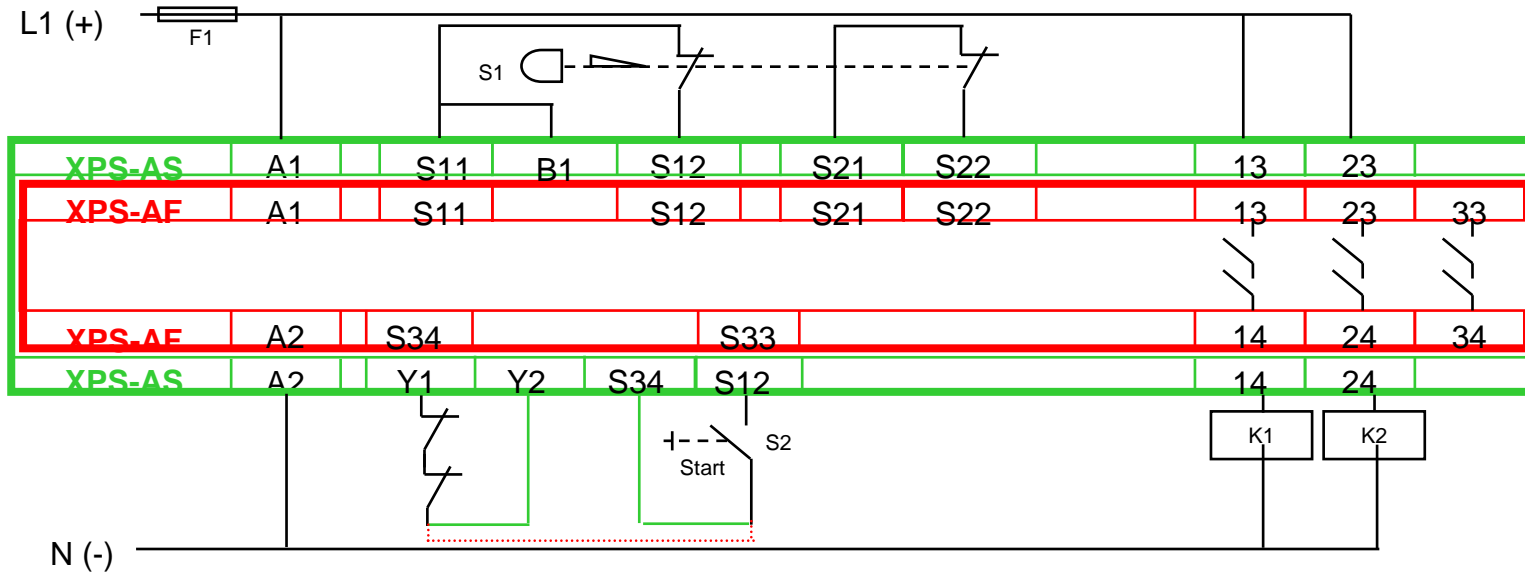 L1 (+)
F1
S1
XPS-AS A1 S11 B1 S12 S21 S22 13 23
XPS-AF A1 S11 S12 S21 S22 13 23 33
XPS-AF A2 S34 S33 14 24 34
XPS-AS A2 Y1 Y2 S34 S12 14 24
S2
Start
K1 K2
N (-)